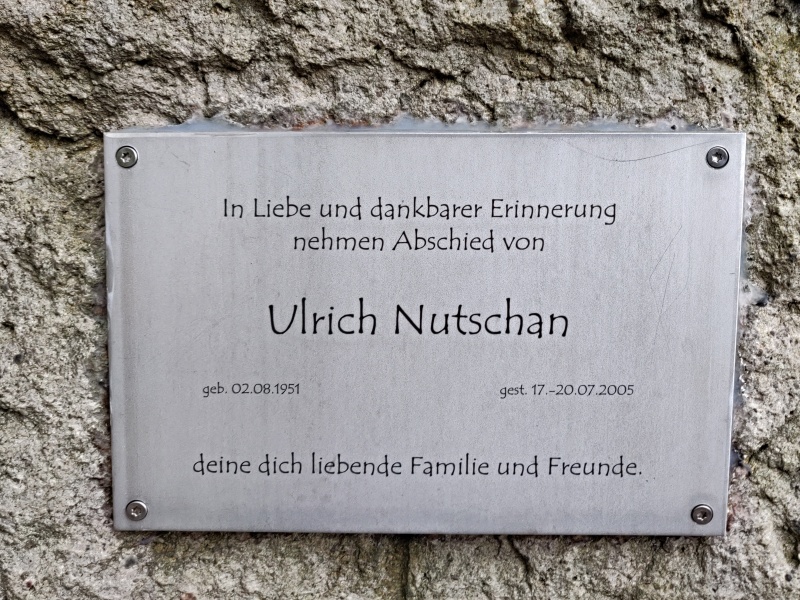 In Liebe und dankbarer Erinnerung
nehmen Abschied von
Ulrich Nutschan
geb. 02.08.1951 gest. 17.-20.07.2005
deine dich liebende Familie und Freunde.